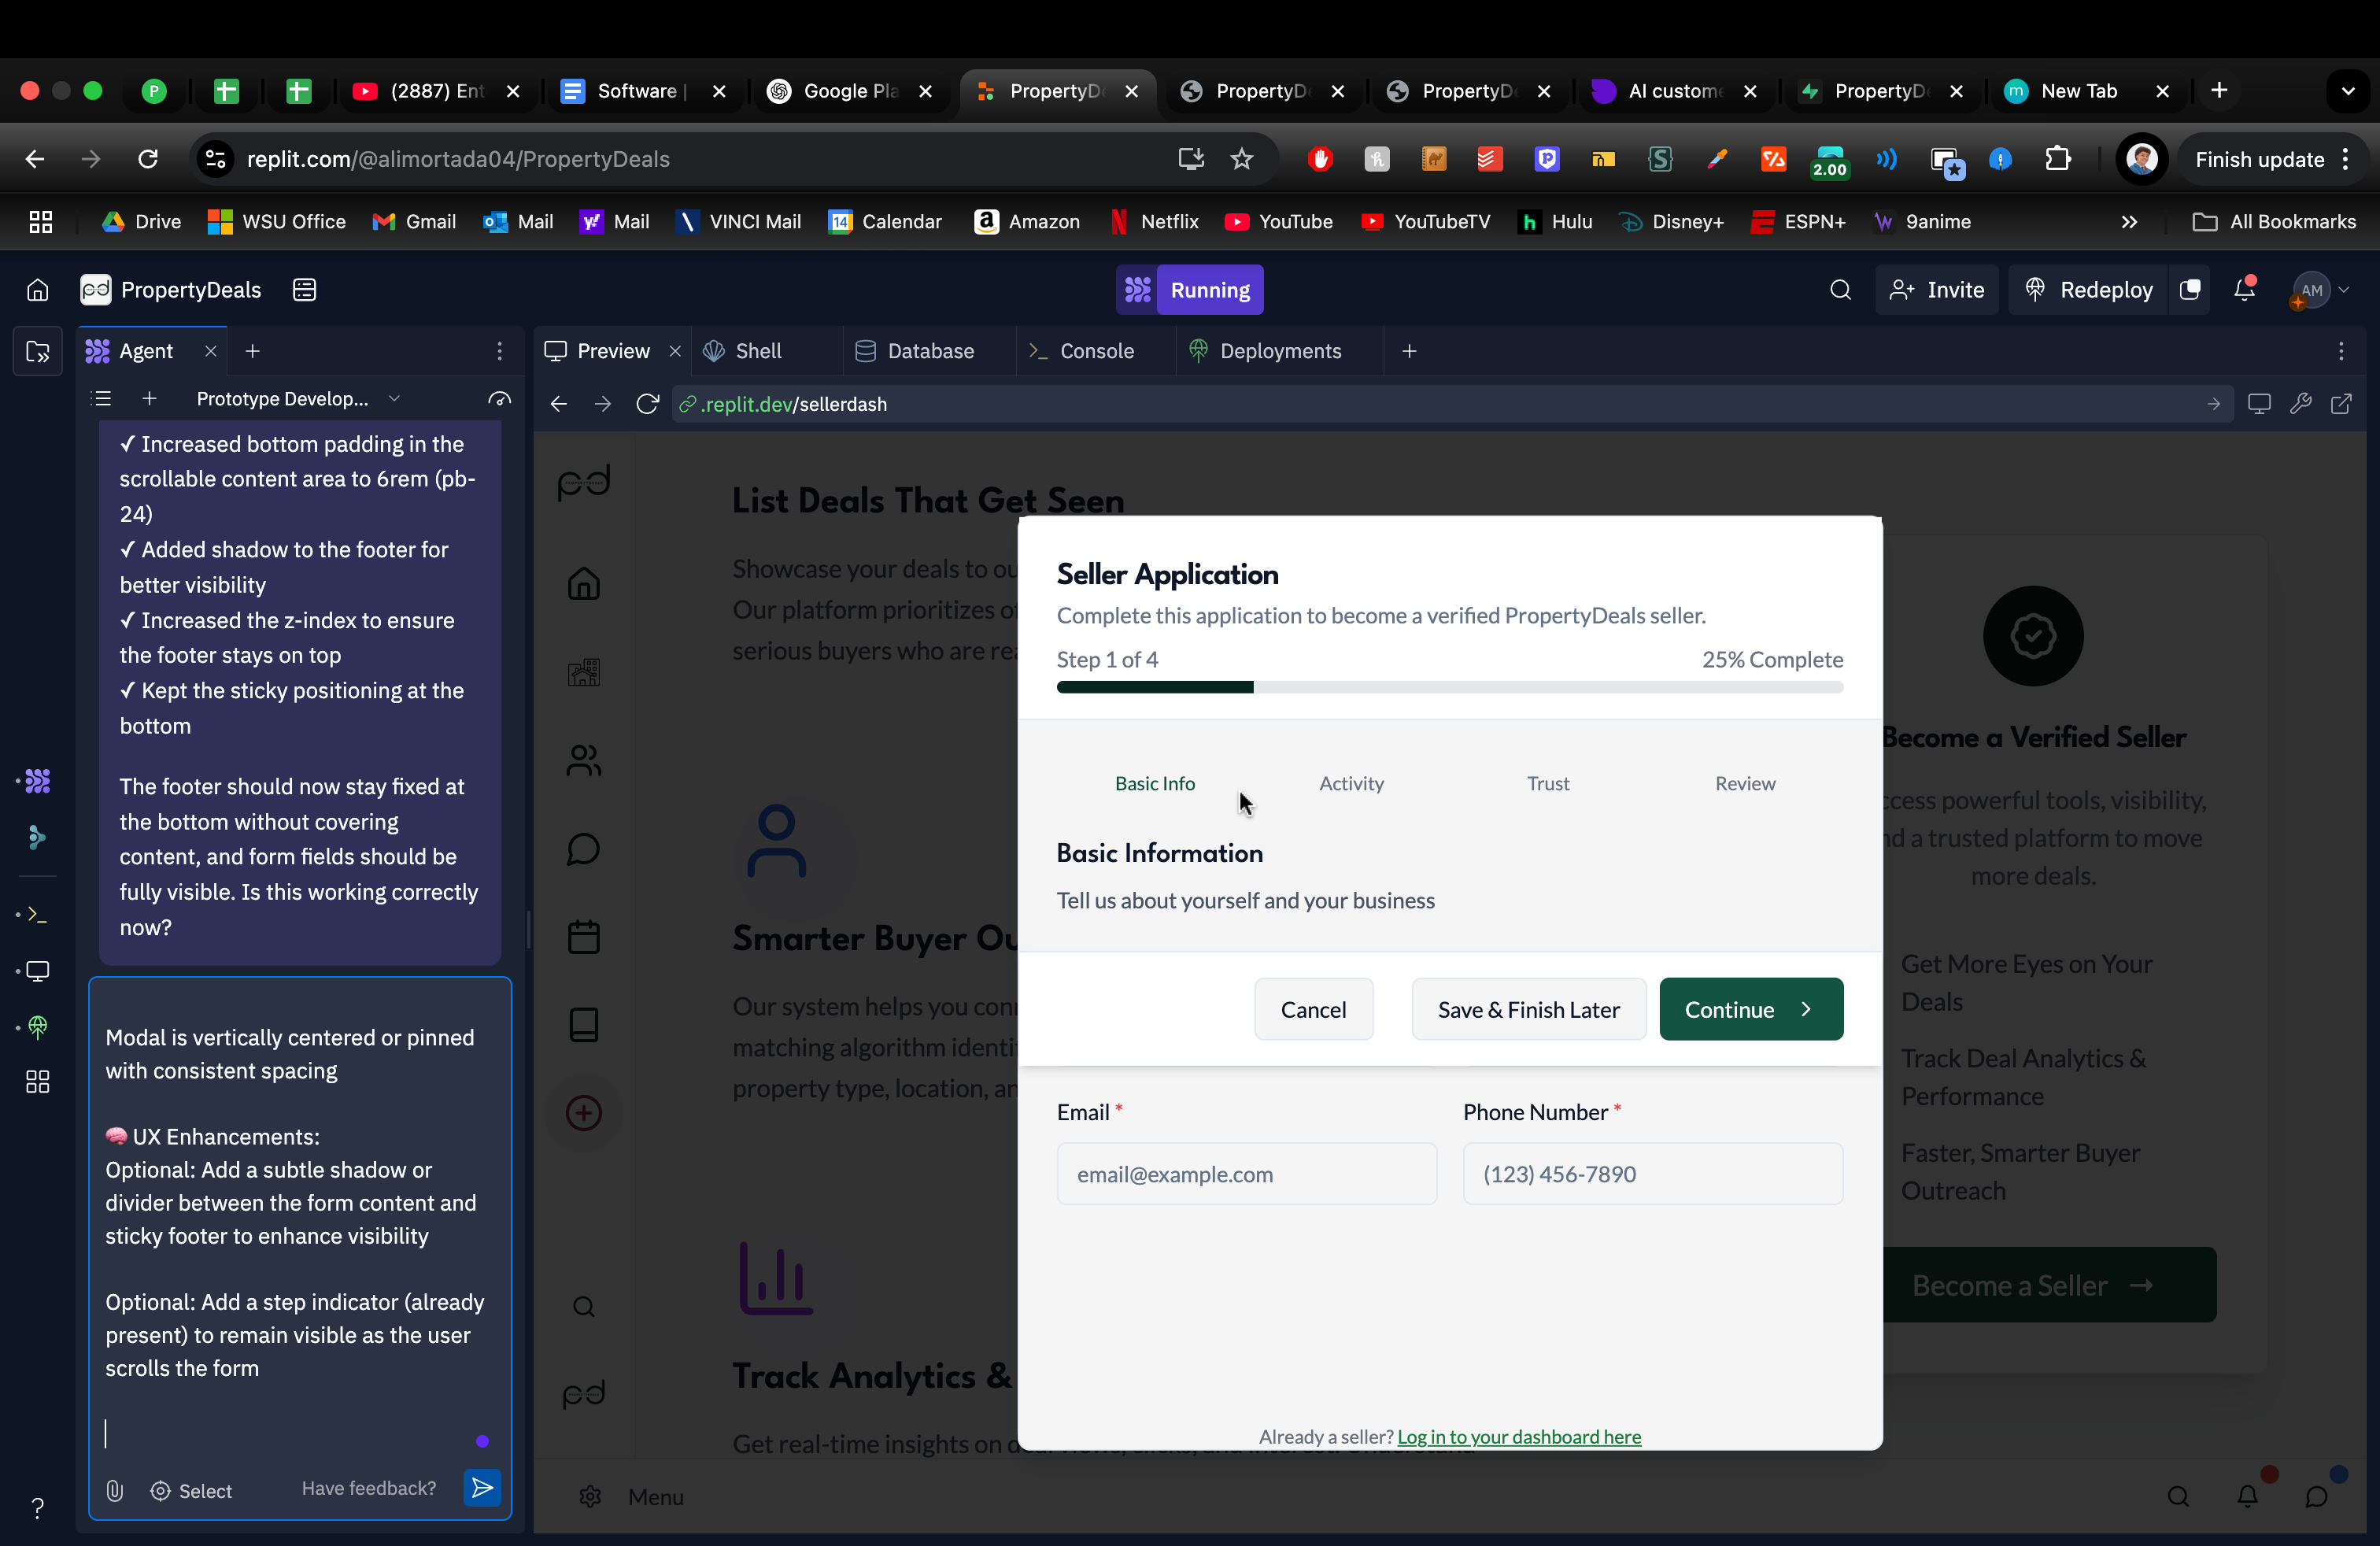 (2887) Ent
Software |
Google Pla
PropertyD
PropertyD
PropertyD
AI custome
PropertyD
New Tab
replit.com/@alimortada04/PropertyDeals
2.00
Finish update
Drive
WSU Office
Gmail
Mail
Mail
VINCI Mail
14
Calendar
Amazon
Netflix
YouTube
YouTubeTV
Hulu
Disney+
ESPN+
9anime
All Bookmarks
pd
PropertyDeals
Running
Invite
Redeploy
AM
Agent
Preview
Shell
Database
Console
Deployments
Prototype Develop...
.replit.dev/sellerdash
✓ Increased bottom padding in the
scrollable content area to 6rem (pb-
24)
✓ Added shadow to the footer for
better visibility
✓ Increased the z-index to ensure
the footer stays on top
✓ Kept the sticky positioning at the
bottom
The footer should now stay fixed at
the bottom without covering
content, and form fields should be
fully visible. Is this working correctly
now?
Modal is vertically centered or pinned
with consistent spacing
🧠 UX Enhancements:
Optional: Add a subtle shadow or
divider between the form content and
sticky footer to enhance visibility
Optional: Add a step indicator (already
present) to remain visible as the user
scrolls the form
Select
Have feedback?
?
pd
pd
Menu
List Deals That Get Seen
Showcase your deals to ou
Our platform prioritizes of
serious buyers who are rea
Smarter Buyer Ou
Our system helps you conn
matching algorithm identi
property type, location, an
Track Analytics &
Get real-time insights on d
Seller Application
Complete this application to become a verified PropertyDeals seller.
Step 1 of 4
25% Complete
Basic Info
Activity
Trust
Review
Basic Information
Tell us about yourself and your business
Cancel
Save & Finish Later
Continue
Email *
Phone Number *
email@example.com
(123) 456-7890
Already a seller? Log in to your dashboard here
Become a Verified Seller
ccess powerful tools, visibility,
nd a trusted platform to move
more deals.
Get More Eyes on Your
Deals
Track Deal Analytics &
Performance
Faster, Smarter Buyer
Outreach
Become a Seller →